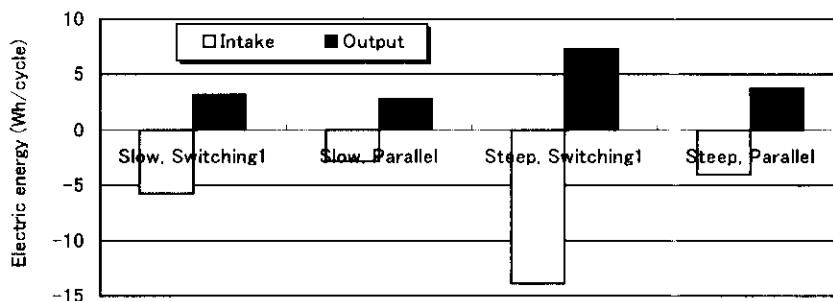 10
Intake Output
5
0
Slow, Switching1 Slow, Parallel Steep, Switching1 Steep, Parallel
-5
-10
-15
Electric energy (Wh/cycle)